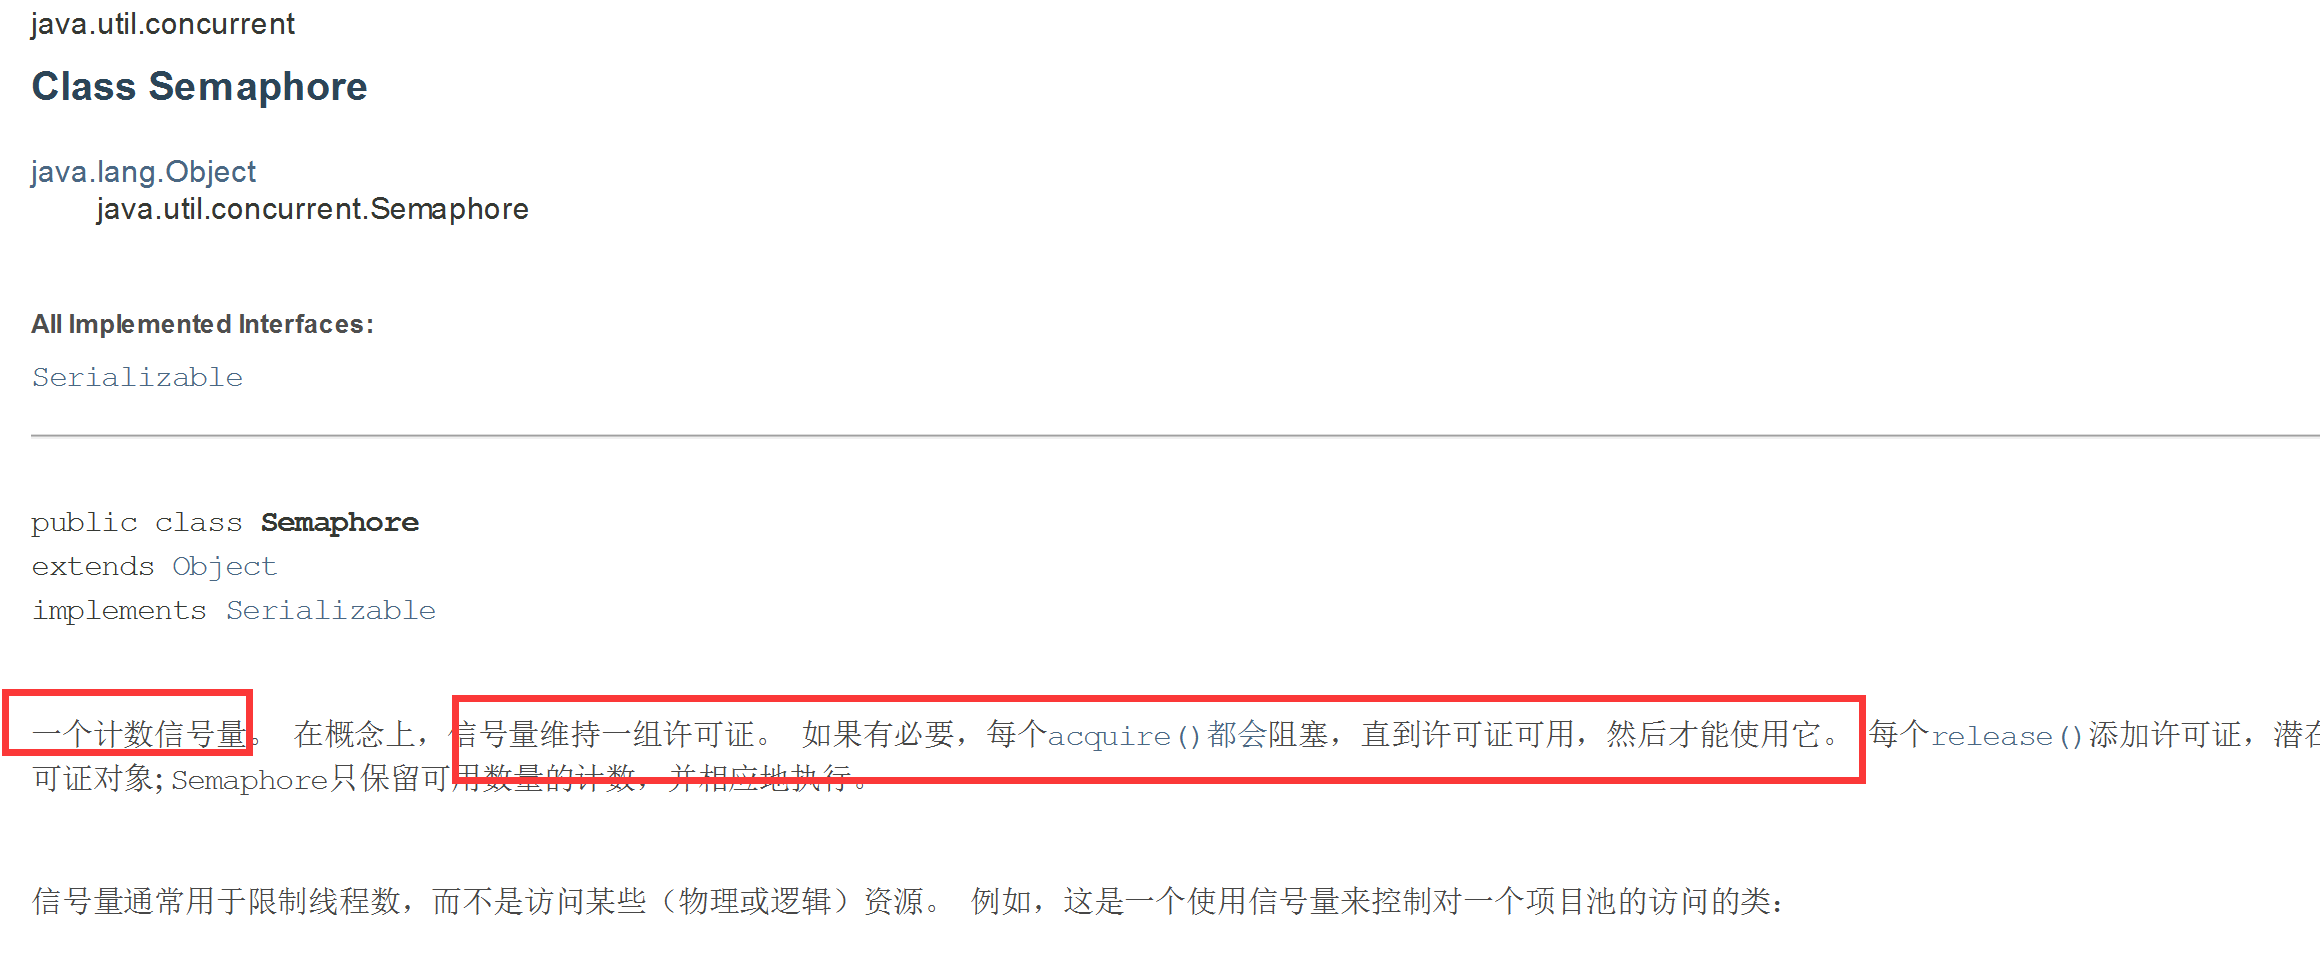 java.util.concurrent
Class Semaphore
java.lang.Object
java.util.concurrent.Semaphore
All Implemented Interfaces:
Serializable
public class Semaphore
extends Object
implements Serializable
一个计数信号量。 在概念上，信号量维持一组许可证。 如果有必要，每个acquire()都会阻塞，直到许可证可用，然后才能使用它。 每个release()添加许可证，潜在
可证对象;Semaphore只保留可用数量的计数，并相应地执行。
信号量通常用于限制线程数，而不是访问某些（物理或逻辑）资源。 例如，这是一个使用信号量来控制对一个项目池的访问的类：